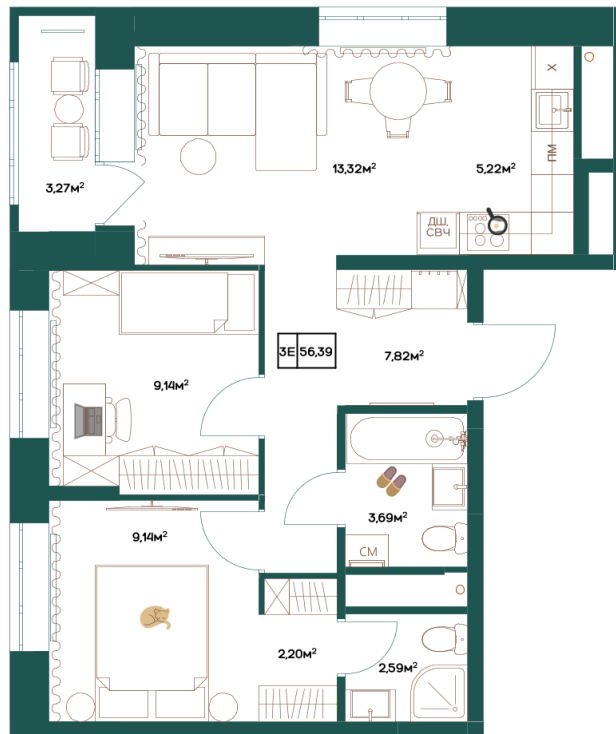 Х
13,32м²
5,22м²
ПМ
3,27м²
ДШ,
СВЧ
3Е 56,39
7,82м²
9,14м²
3,69м²
9,14м²
СМ
2,20м²
2,59м²